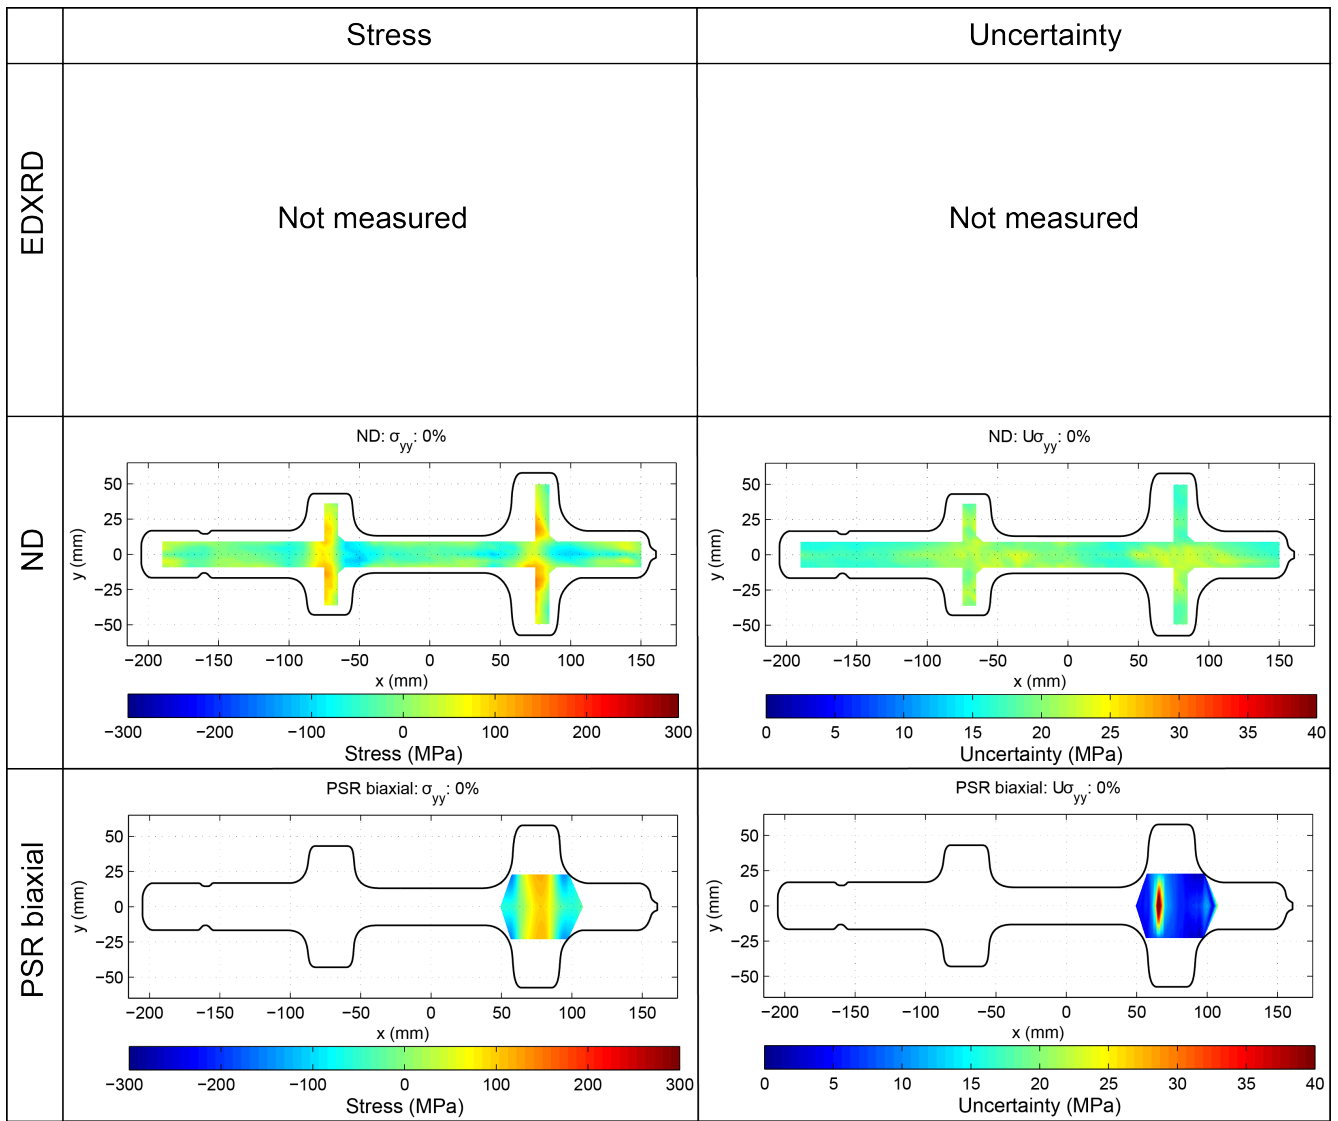 Stress
Uncertainty
EDXRD
Not measured
Not measured
ND
ND: σyy: 0%
50
25
0
−25
−50
y (mm)
−200 −150 −100 −50 0 50 100 150
x (mm)
−300 −200 −100 0 100 200 300
Stress (MPa)
ND: Uσyy: 0%
50
25
0
−25
−50
y (mm)
−200 −150 −100 −50 0 50 100 150
x (mm)
0 5 10 15 20 25 30 35 40
Uncertainty (MPa)
PSR biaxial
PSR biaxial: σyy: 0%
50
25
0
−25
−50
y (mm)
−200 −150 −100 −50 0 50 100 150
x (mm)
−300 −200 −100 0 100 200 300
Stress (MPa)
PSR biaxial: Uσyy: 0%
50
25
0
−25
−50
y (mm)
−200 −150 −100 −50 0 50 100 150
x (mm)
0 5 10 15 20 25 30 35 40
Uncertainty (MPa)